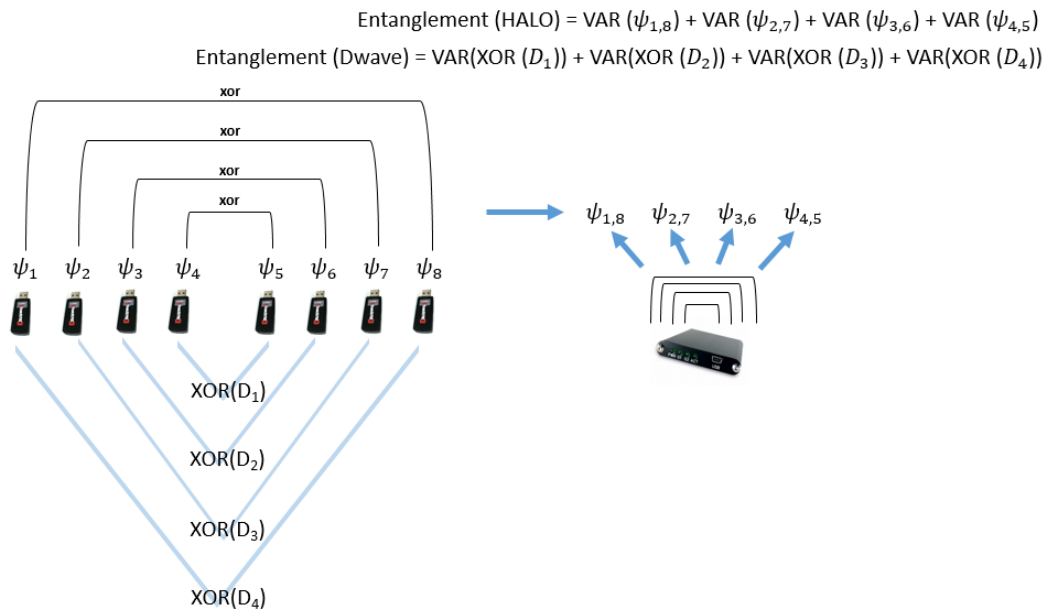 Entanglement (HALO) = VAR (ψ₁,₈) + VAR (ψ₂,₇) + VAR (ψ₃,₆) + VAR (ψ₄,₅)
Entanglement (Dwave) = VAR(XOR (D₁)) + VAR(XOR (D₂)) + VAR(XOR (D₃)) + VAR(XOR (D₄))
xor
xor
xor
xor
ψ₁ ψ₂ ψ₃ ψ₄ ψ₅ ψ₆ ψ₇ ψ₈
ψ₁,₈ ψ₂,₇ ψ₃,₆ ψ₄,₅
XOR(D₁)
XOR(D₂)
XOR(D₃)
XOR(D₄)
USB